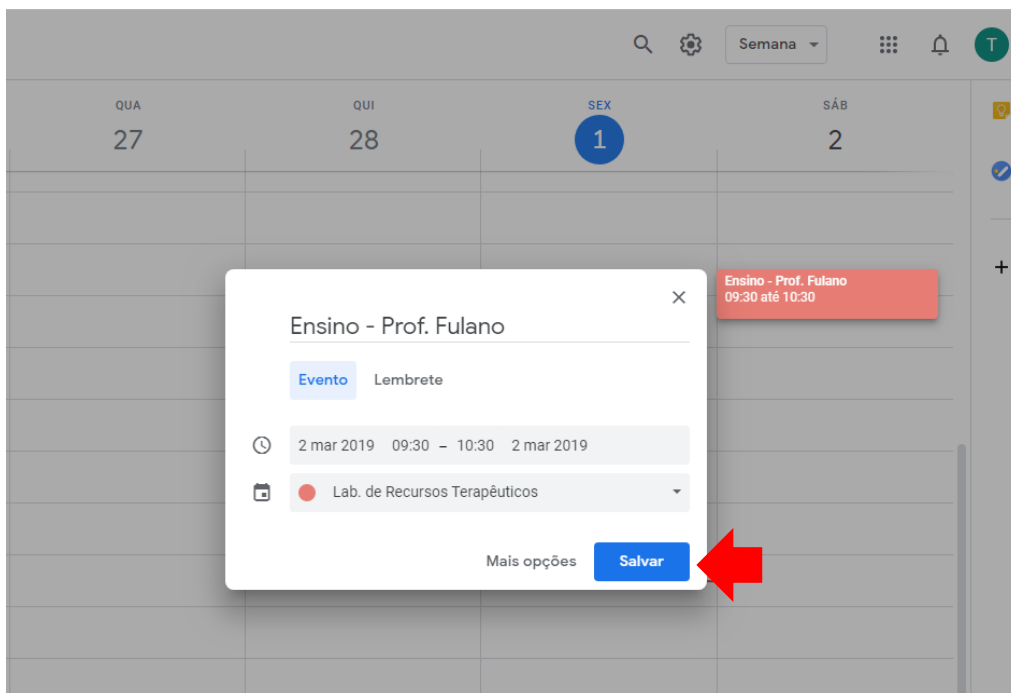 Semana
T
QUA
QUI
SEX
SÁB
27
28
1
2
Ensino - Prof. Fulano
09:30 até 10:30
Ensino - Prof. Fulano
Evento Lembrete
2 mar 2019 09:30 – 10:30 2 mar 2019
Lab. de Recursos Terapêuticos
Mais opções Salvar